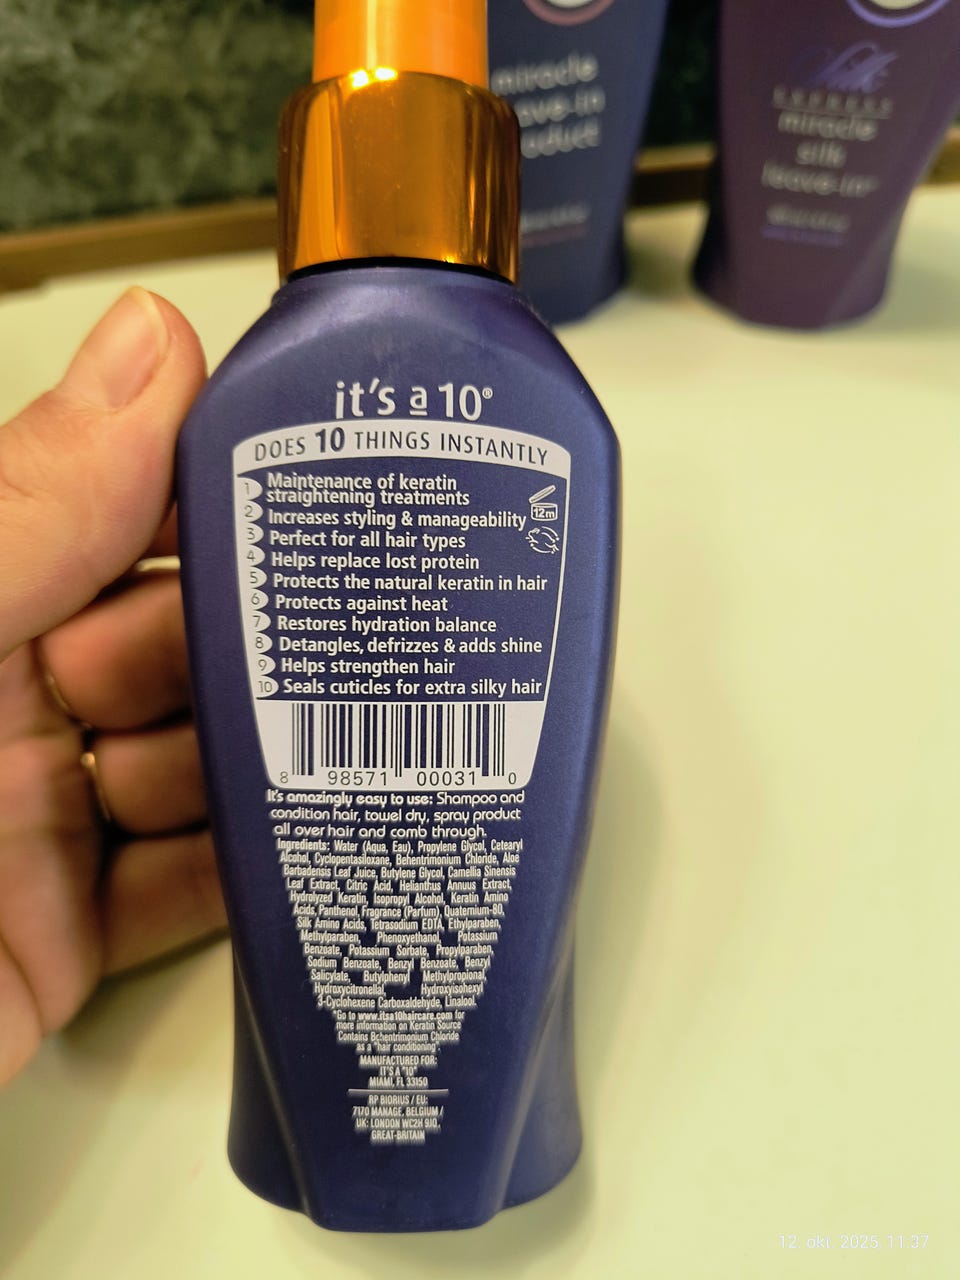 it's a 10®
DOES 10 THINGS INSTANTLY
1 Maintenance of keratin
straightening treatments
12m
2 Increases styling & manageability
3 Perfect for all hair types
4 Helps replace lost protein
5 Protects the natural keratin in hair
6 Protects against heat
7 Restores hydration balance
8 Detangles, defrizzes & adds shine
9 Helps strengthen hair
10 Seals cuticles for extra silky hair
8 98571 00031 0
It's amazingly easy to use: Shampoo and
condition hair, towel dry, spray product
all over hair and comb through.
Ingredients: Water (Aqua, Eau), Propylene Glycol, Cetearyl
Alcohol, Cyclopentasiloxane, Behentrimonium Chloride, Aloe
Barbadensis Leaf Juice, Butylene Glycol, Camellia Sinensis
Leaf Extract, Citric Acid, Helianthus Annuus Extract,
Hydrolyzed Keratin, Isopropyl Alcohol, Keratin Amino
Acids, Panthenol, Fragrance (Parfum), Quaternium-80,
Silk Amino Acids, Tetrasodium EDTA, Ethylparaben,
Methylparaben, Phenoxyethanol, Potassium
Benzoate, Potassium Sorbate, Propylparaben,
Sodium Benzoate, Benzyl Benzoate, Benzyl
Salicylate, Butylphenyl Methylpropional,
Hydroxycitronellal, Hydroxyisohexyl
3-Cyclohexene Carboxaldehyde, Linalool.
*Go to www.itsa10haircare.com for
more information on Keratin Source
Contains Behentrimonium Chloride
as a "hair conditioning".
MANUFACTURED FOR:
IT'S A "10"
MIAMI, FL 33150
RP BIORIUS / EU:
7170 MANAGE, BELGIUM /
UK: LONDON WC2H 9JQ,
GREAT-BRITAIN
miracle
ave-in
oduct
Silk
EXPRESS
miracle
silk
leave-in
12. okt. 2025, 11.37